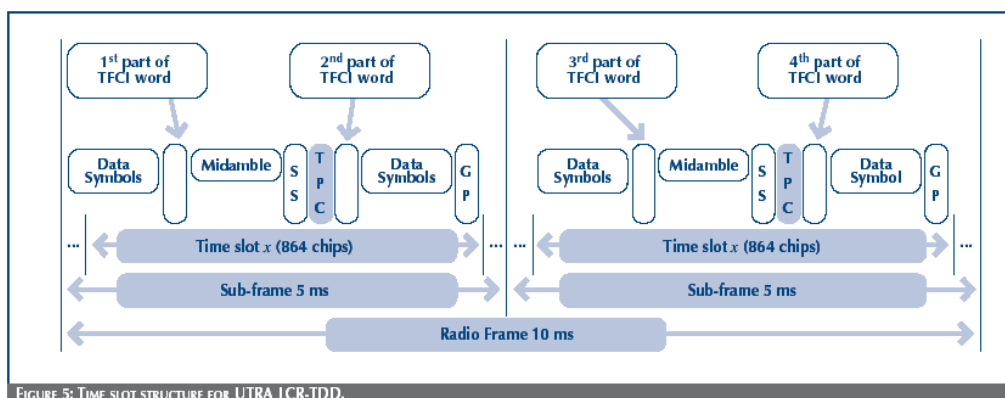 1st part of TFCI word
2nd part of TFCI word
3rd part of TFCI word
4th part of TFCI word
Data Symbols
Midamble
S S
T P C
Data Symbols
G P
Data Symbols
Midamble
S S
T P C
Data Symbol
G P
...
Time slot x (864 chips)
...
...
Time slot x (864 chips)
...
Sub-frame 5 ms
Sub-frame 5 ms
Radio Frame 10 ms
FIGURE 5: TIME SLOT STRUCTURE FOR UTRA LCR-TDD.